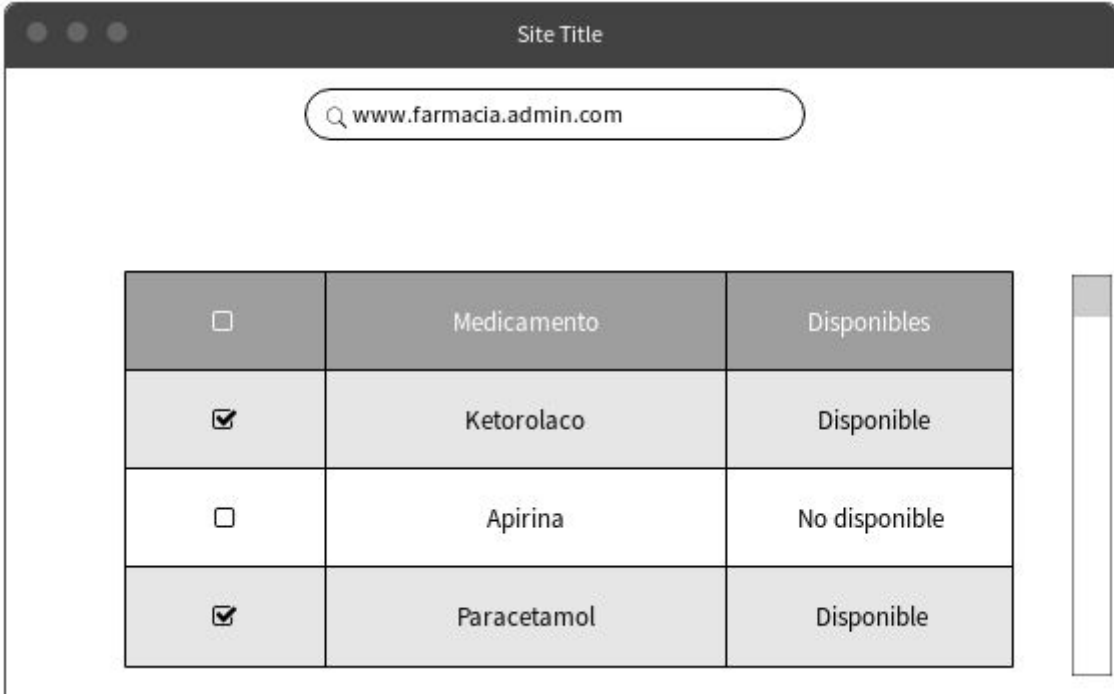 Site Title
www.farmacia.admin.com
Medicamento Disponibles
Ketorolaco Disponible
Apirina No disponible
Paracetamol Disponible